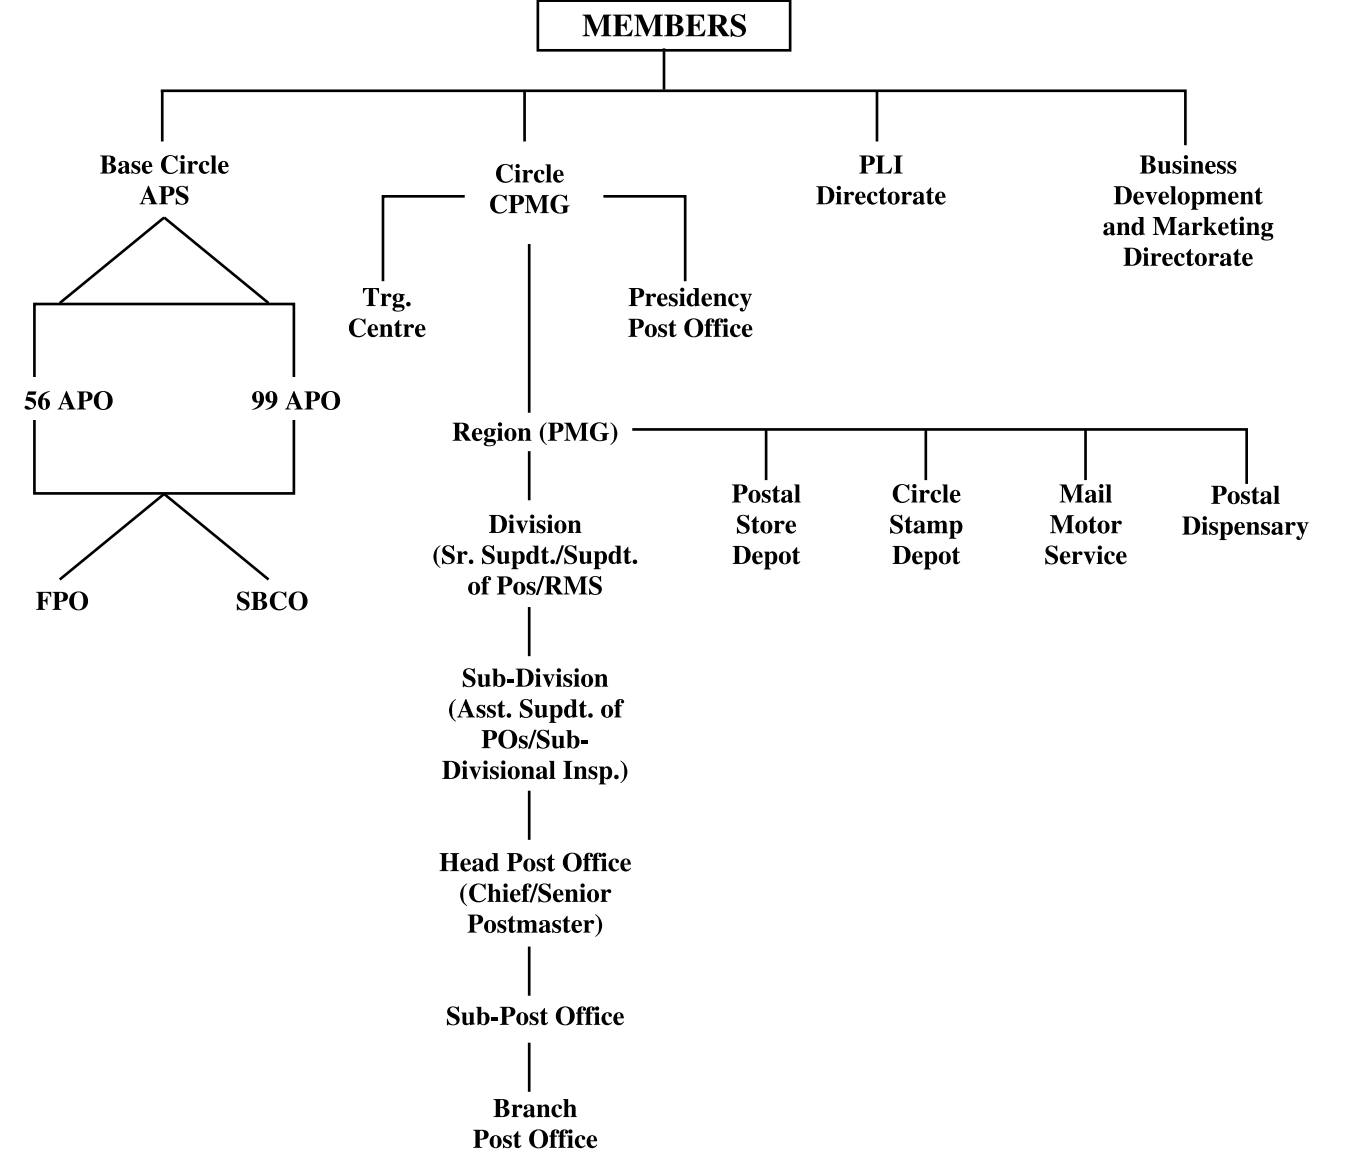 MEMBERS
Base Circle
APS
Circle
CPMG
PLI
Directorate
Business
Development
and Marketing
Directorate
Trg.
Centre
Presidency
Post Office
56 APO
99 APO
Region (PMG)
Postal
Store
Depot
Circle
Stamp
Depot
Mail
Motor
Service
Postal
Dispensary
Division
(Sr. Supdt./Supdt.
of Pos/RMS
FPO
SBCO
Sub-Division
(Asst. Supdt. of
POs/Sub-
Divisional Insp.)
Head Post Office
(Chief/Senior
Postmaster)
Sub-Post Office
Branch
Post Office